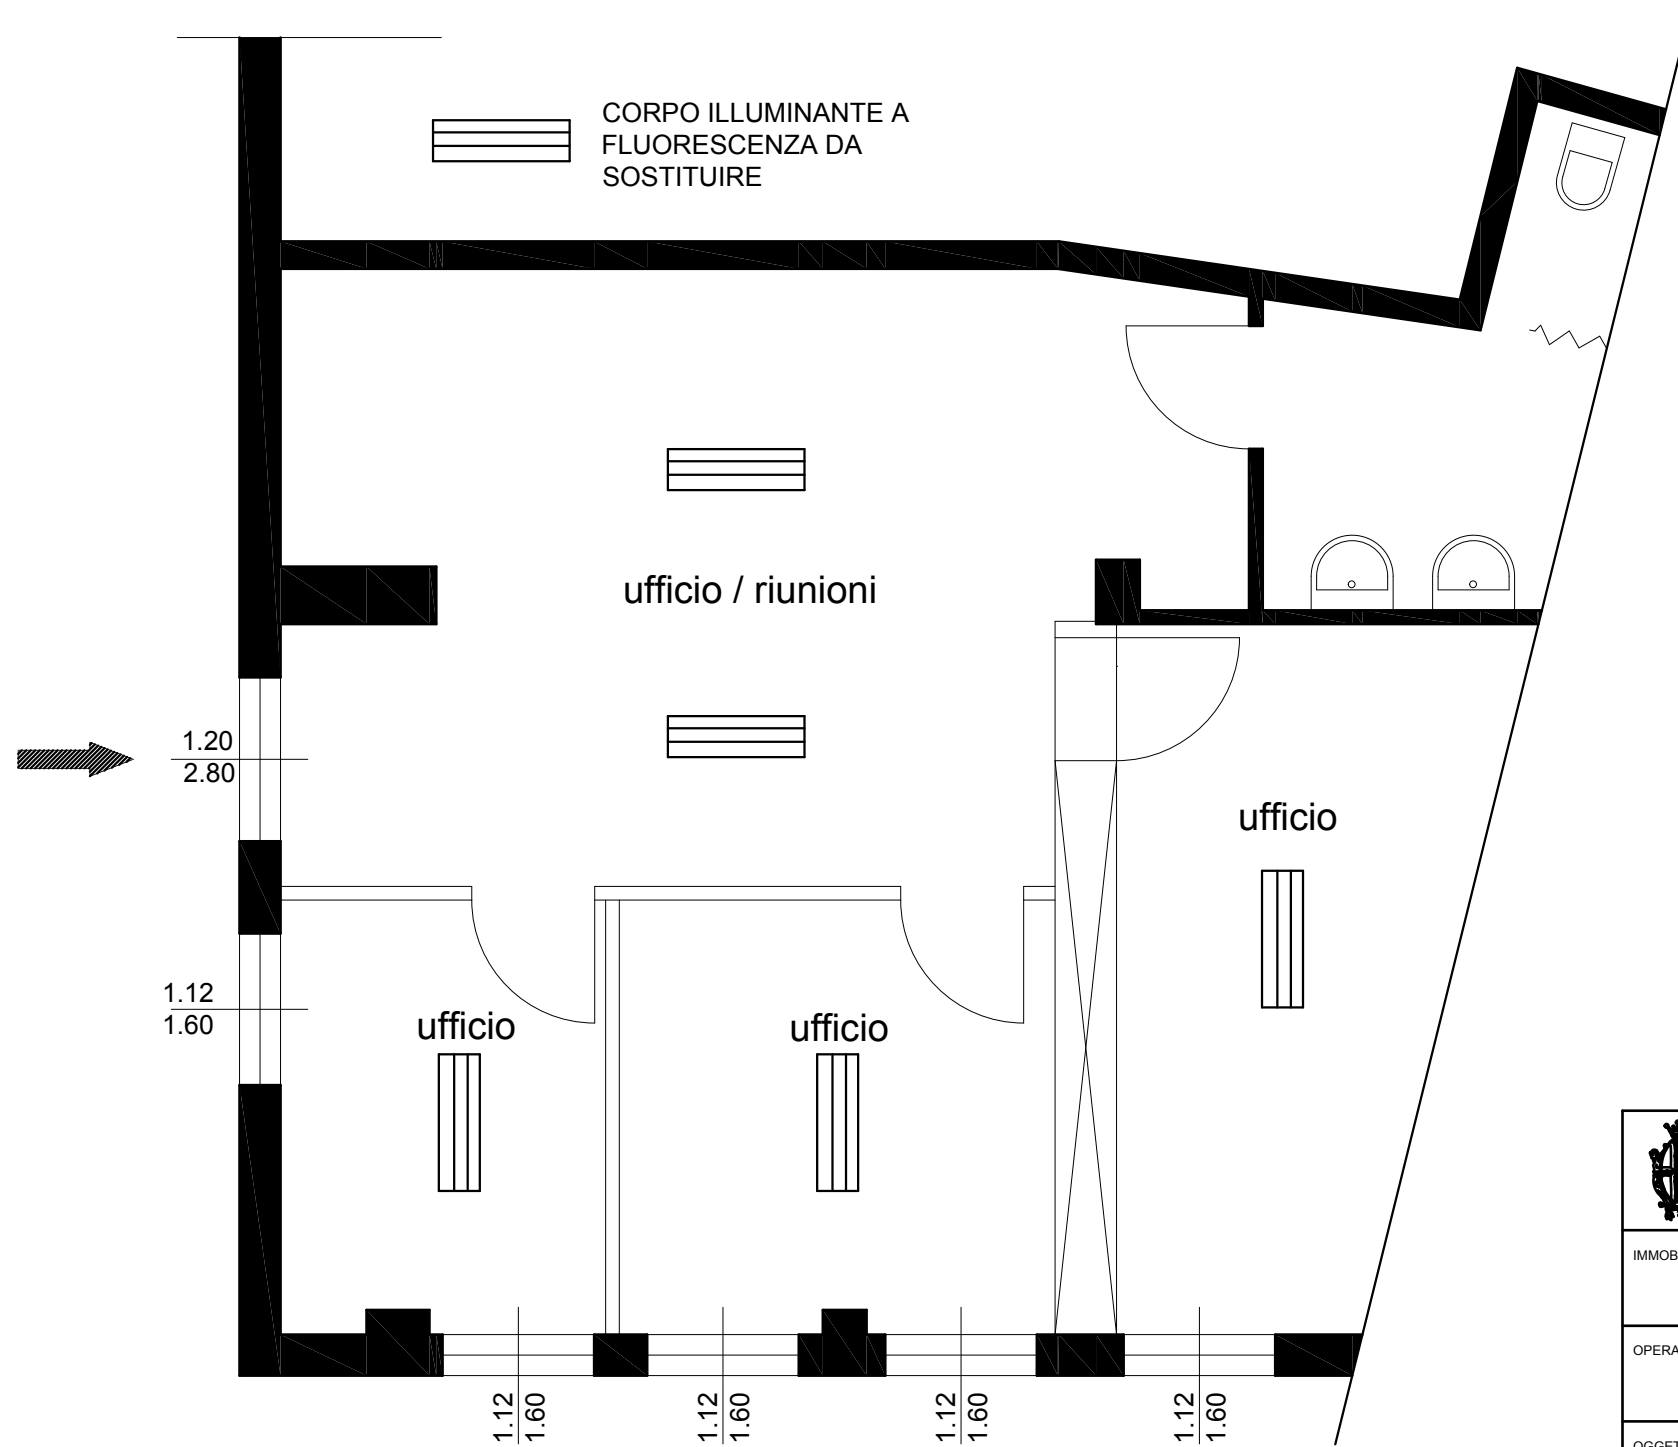 CORPO ILLUMINANTE A
FLUORESCENZA DA
SOSTITUIRE
ufficio / riunioni
1.20
2.80
ufficio
1.12
1.60
ufficio
ufficio
1.12
1.60
1.12
1.60
1.12
1.60
1.12
1.60
IMMOB
OPERA
OGGET